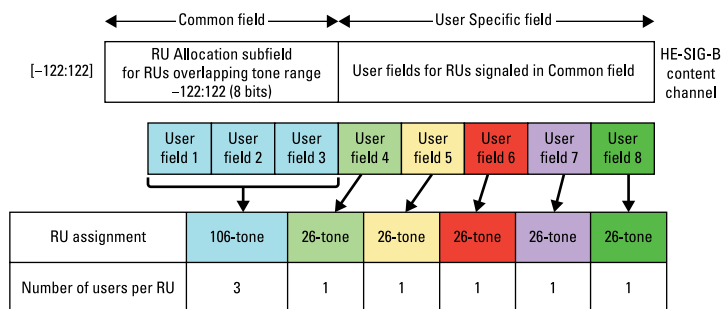 Common field
User Specific field
[–122:122]
RU Allocation subfield
for RUs overlapping tone range
–122:122 (8 bits)
User fields for RUs signaled in Common field
HE-SIG-B
content
channel
User
field 1
User
field 2
User
field 3
User
field 4
User
field 5
User
field 6
User
field 7
User
field 8
RU assignment
106-tone
26-tone
26-tone
26-tone
26-tone
26-tone
Number of users per RU
3
1
1
1
1
1